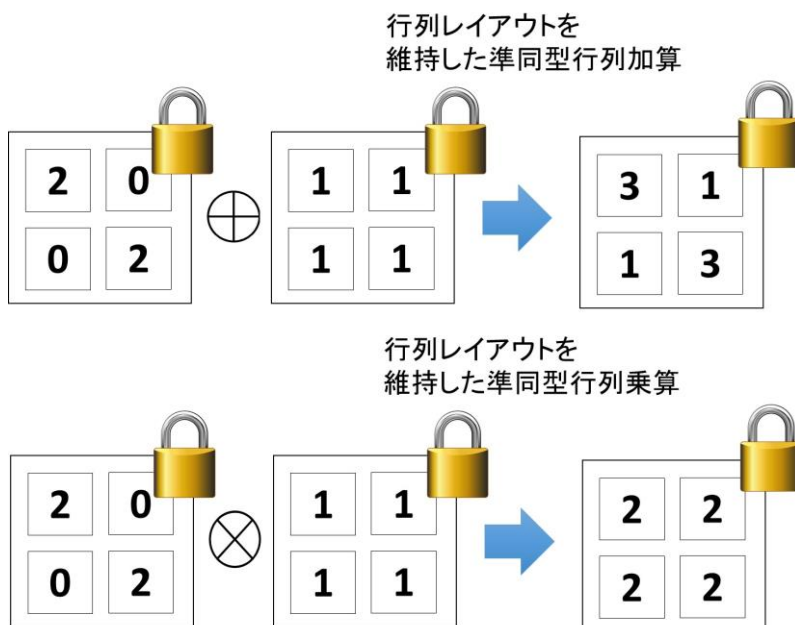 行列レイアウトを
維持した準同型行列加算
2 0 1 1 3 1
0 2 1 1 1 3
行列レイアウトを
維持した準同型行列乗算
2 0 1 1 2 2
0 2 1 1 2 2